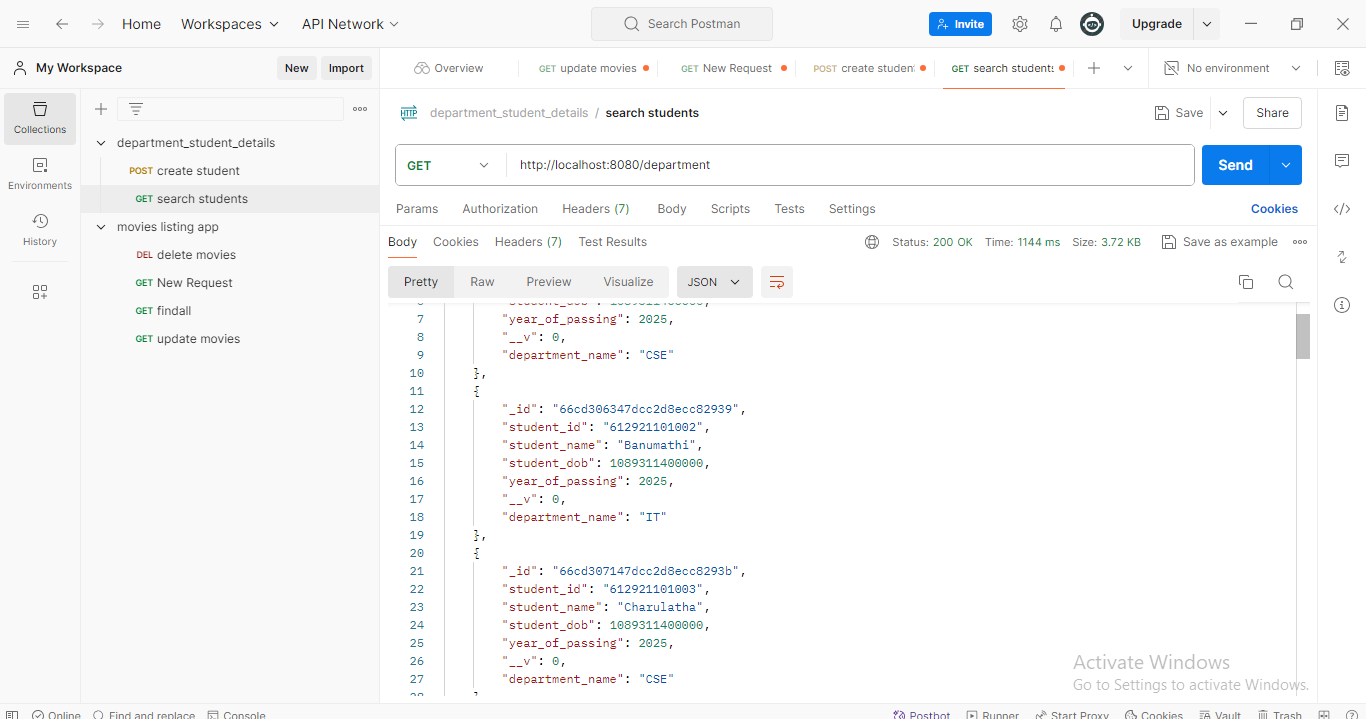 Home Workspaces API Network Search Postman Invite Upgrade
My Workspace New Import Overview GET update movies GET New Request POST create studen GET search students No environment
Collections
Environments
History
department_student_details
POST create student
GET search students
movies listing app
DEL delete movies
GET New Request
GET findall
GET update movies
HTTP department_student_details / search students Save Share
GET http://localhost:8080/department Send
Params Authorization Headers (7) Body Scripts Tests Settings Cookies
Body Cookies Headers (7) Test Results Status: 200 OK Time: 1144 ms Size: 3.72 KB Save as example
Pretty Raw Preview Visualize JSON
7 "year_of_passing": 2025,
8 "__v": 0,
9 "department_name": "CSE"
10 },
11 {
12 "_id": "66cd306347dcc2d8ecc82939",
13 "student_id": "612921101002",
14 "student_name": "Banumathi",
15 "student_dob": 1089311400000,
16 "year_of_passing": 2025,
17 "__v": 0,
18 "department_name": "IT"
19 },
20 {
21 "_id": "66cd307147dcc2d8ecc8293b",
22 "student_id": "612921101003",
23 "student_name": "Charulatha",
24 "student_dob": 1089311400000,
25 "year_of_passing": 2025,
26 "__v": 0,
27 "department_name": "CSE"
Activate Windows
Go to Settings to activate Windows.
Online Find and replace Console Postbot Runner Start Proxy Cookies Vault Trash